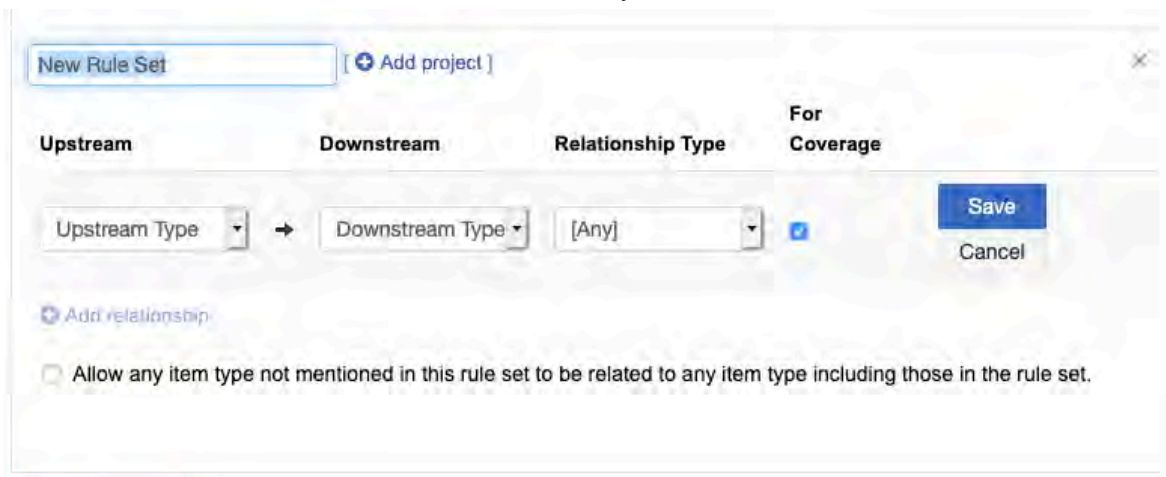 New Rule Set [ Add project ]
For
Upstream Downstream Relationship Type Coverage
Upstream Type Downstream Type [Any] Save
Cancel
Add relationship
Allow any item type not mentioned in this rule set to be related to any item type including those in the rule set.